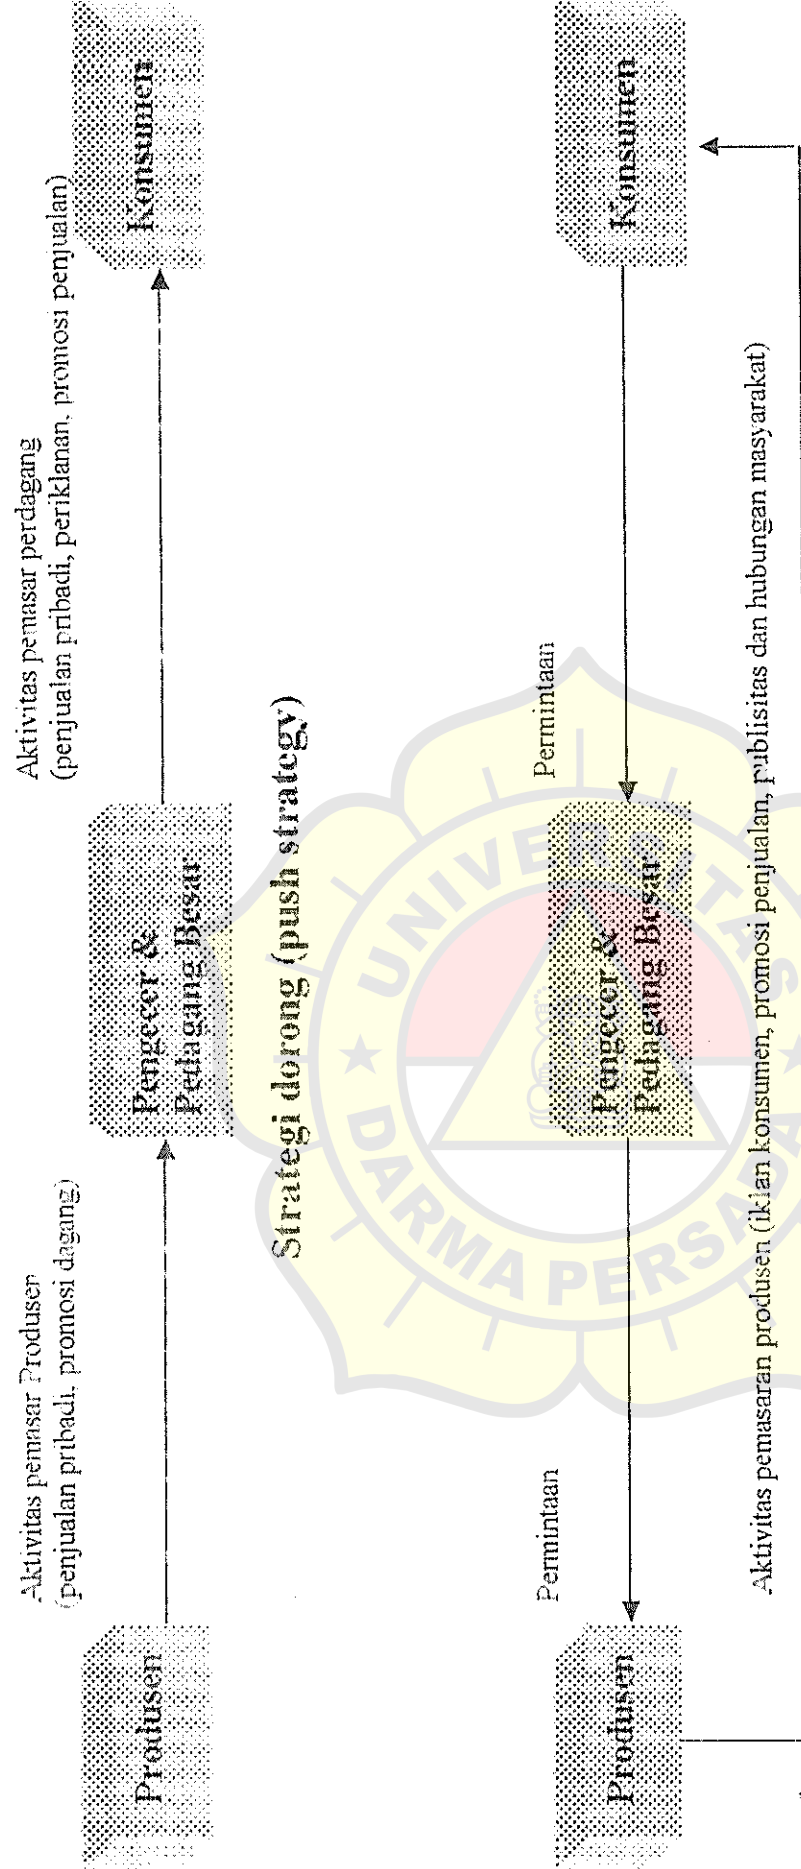 Aktivitas pemasar Produsen
(penjualan pribadi, promosi dagang)
Aktivitas pemasar perdagang
(penjualan pribadi, periklanan, promosi penjualan)
Produsen
Pengecer &
Pedagang Besar
Konsumen
Strategi dorong (push strategy)
Permintaan
Permintaan
Produsen
Pengecer &
Pedagang Besar
Konsumen
Aktivitas pemasaran produsen (iklan konsumen, promosi penjualan, publisitas dan hubungan masyarakat)
UNIVERSITAS
DARMA PERSADA